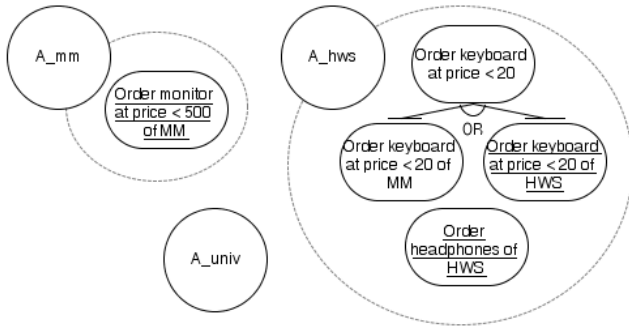 A_mm
Order monitor
at price < 500
of MM
A_hws
Order keyboard
at price < 20
OR
Order keyboard
at price < 20 of
MM
Order keyboard
at price < 20 of
HWS
A_univ
Order
headphones of
HWS